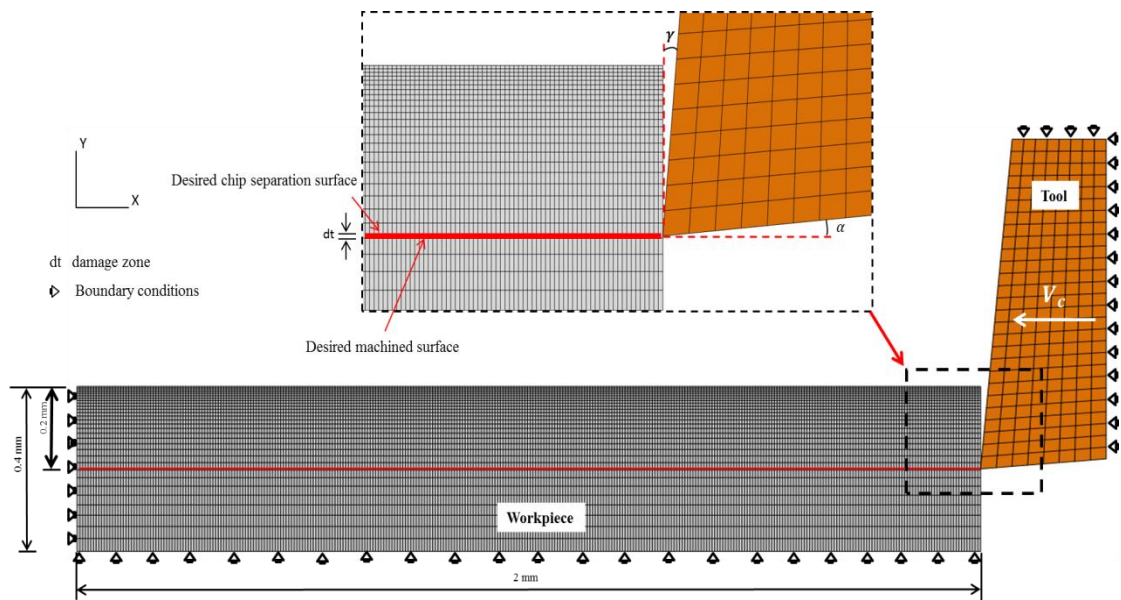 γ
Y
X
Desired chip separation surface
dt
α
Tool
dt damage zone
Boundary conditions
V_c
Desired machined surface
0.2 mm
0.4 mm
Workpiece
2 mm